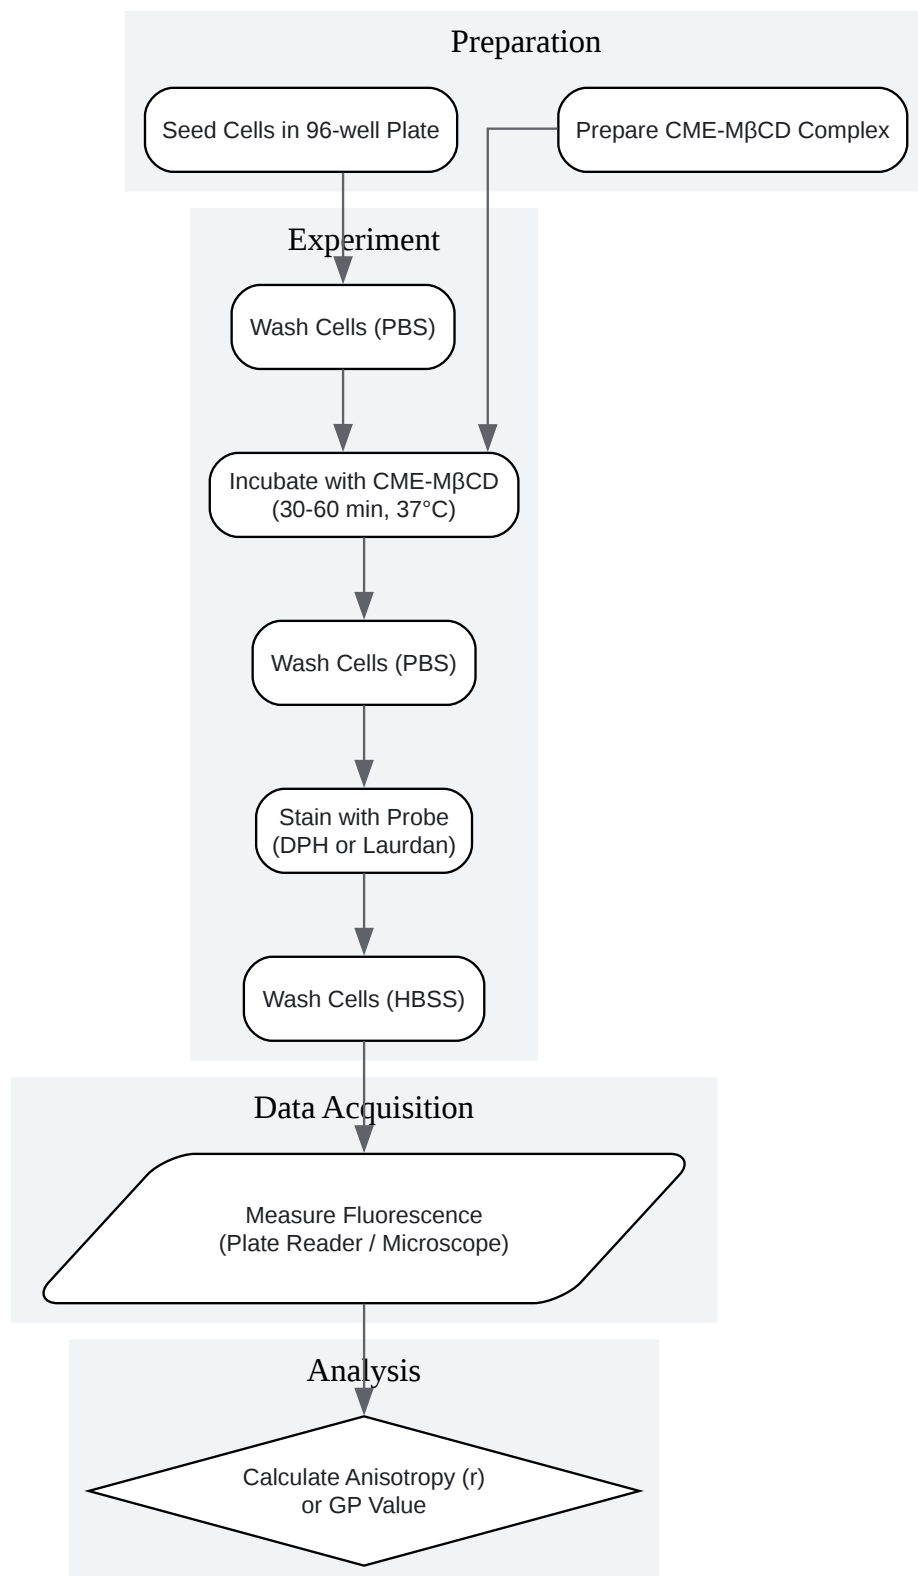 Preparation
Seed Cells in 96-well Plate
Prepare CME-MβCD Complex
Experiment
Wash Cells (PBS)
Incubate with CME-MβCD
(30-60 min, 37°C)
Wash Cells (PBS)
Stain with Probe
(DPH or Laurdan)
Wash Cells (HBSS)
Data Acquisition
Measure Fluorescence
(Plate Reader / Microscope)
Analysis
Calculate Anisotropy (r)
or GP Value